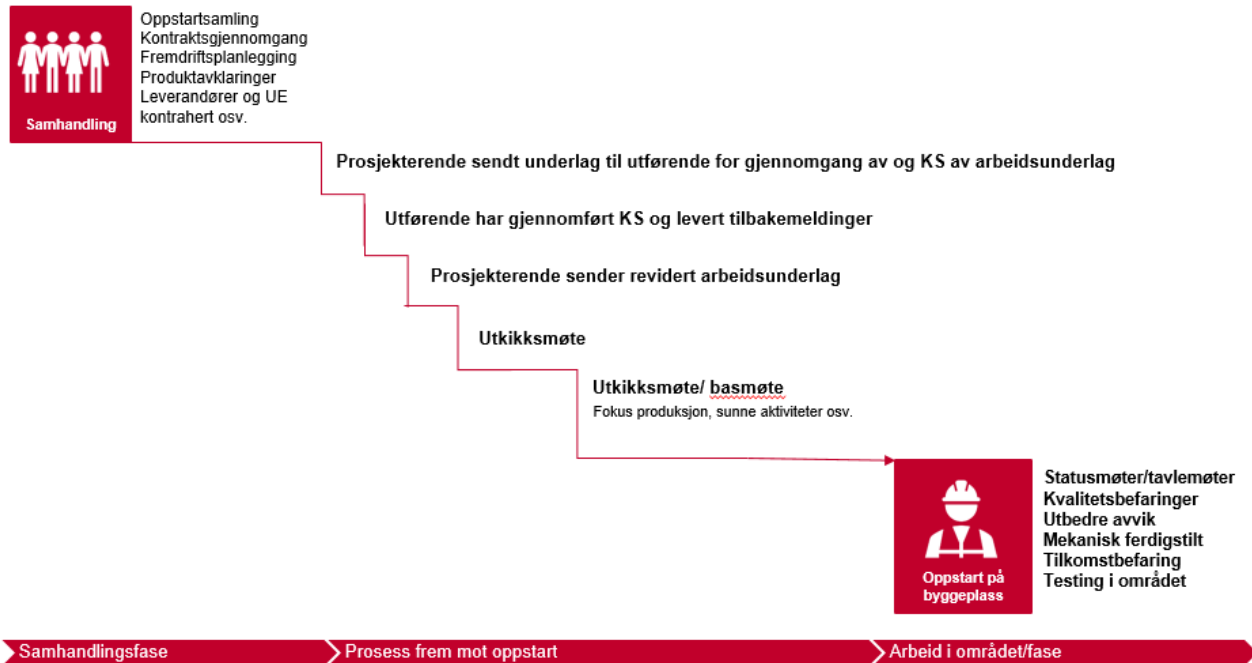 Oppstartsamling
Kontraktsgjennomgang
Fremdriftsplanlegging
Produktavklaringer
Leverandører og UE
kontrahert osv.
Samhandling
Prosjekterende sendt underlag til utførende for gjennomgang av og KS av arbeidsunderlag
Utførende har gjennomført KS og levert tilbakemeldinger
Prosjekterende sender revidert arbeidsunderlag
Utkikksmøte
Utkikksmøte/ basmøte
Fokus produksjon, sunne aktiviteter osv.
Oppstart på
byggeplass
Statusmøter/tavlemøter
Kvalitetsbefaringer
Utbedre avvik
Mekanisk ferdigstilt
Tilkomstbefaring
Testing i området
Samhandlingsfase
Prosess frem mot oppstart
Arbeid i området/fase